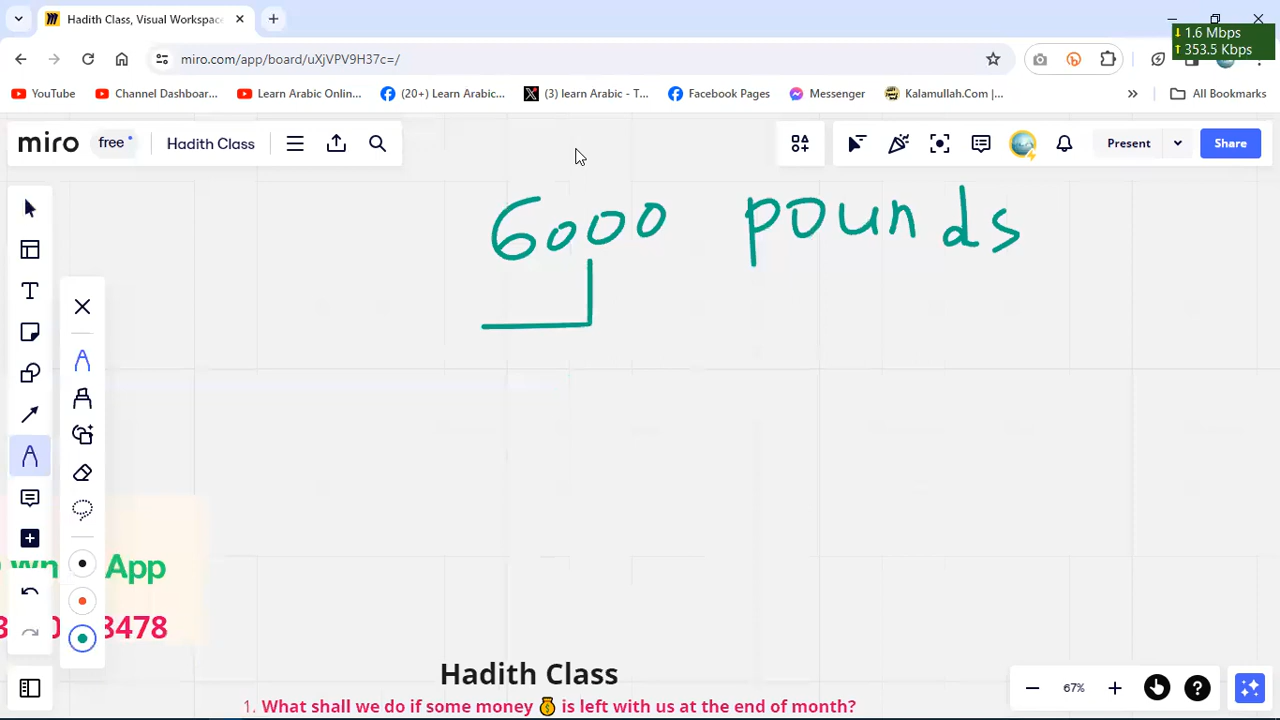 Hadith Class, Visual Workspac
1.6 Mbps
353.5 Kbps
miro.com/app/board/uXjVPV9H37c=/
YouTube
Channel Dashboar...
Learn Arabic Onlin...
(20+) Learn Arabic...
(3) learn Arabic - T...
Facebook Pages
Messenger
Kalamullah.Com |...
All Bookmarks
miro free Hadith Class
Present
Share
6000 pounds
App
8478
Hadith Class
1. What shall we do if some money 💰 is left with us at the end of month?
67%